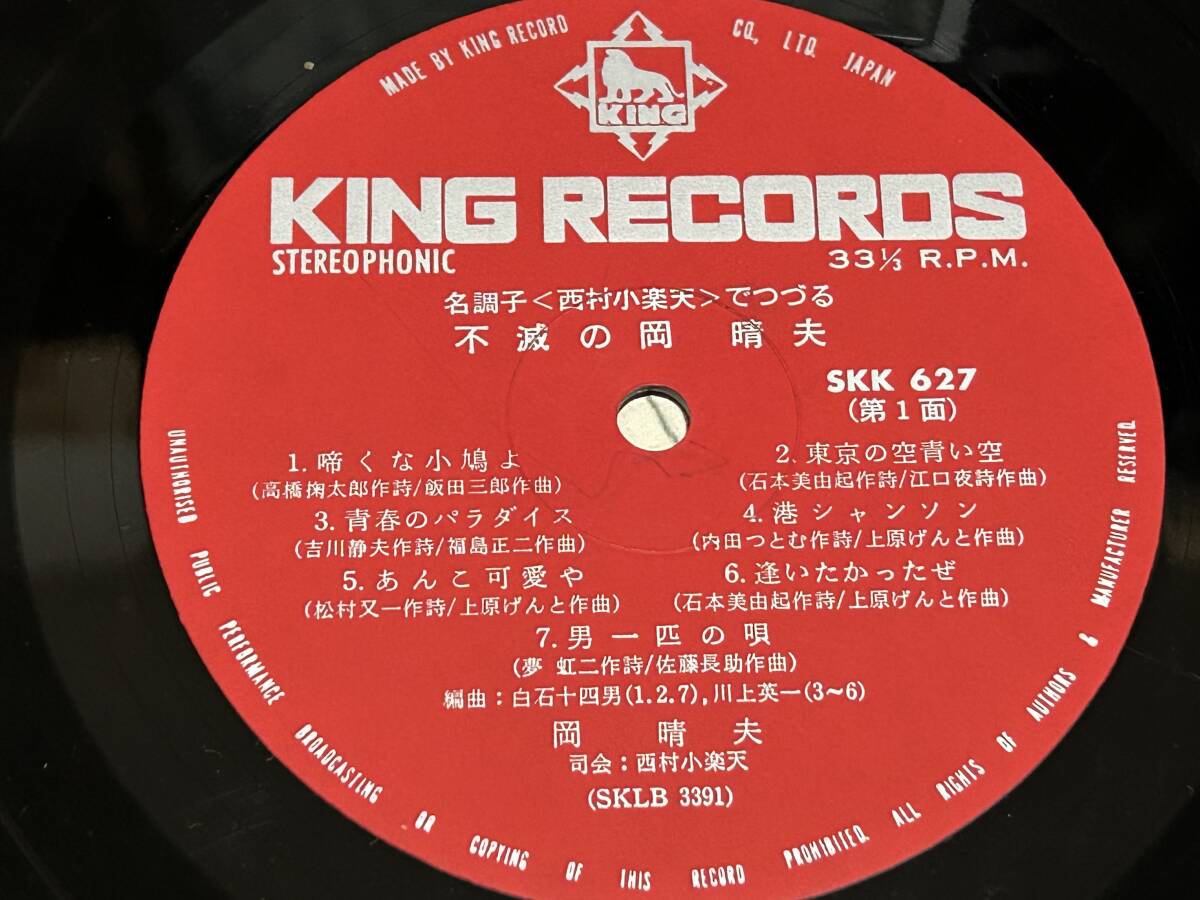 MADE BY KING RECORD CO., LTD. JAPAN
KING
KING RECORDS
STEREOPHONIC
33⅓ R.P.M.
名調子<西村小楽天>でつづる
不滅の岡 晴夫
SKK 627
(第1面)
1. 啼くな小鳩よ
(高橋掬太郎作詩/飯田三郎作曲)
2. 東京の空青い空
(石本美由起作詩/江口夜詩作曲)
3. 青春のパラダイス
(吉川静夫作詩/福島正二作曲)
4. 港シャンソン
(内田つとむ作詩/上原げんと作曲)
5. あんこ可愛や
(松村又一作詩/上原げんと作曲)
6. 逢いたかったぜ
(石本美由起作詩/上原げんと作曲)
7. 男一匹の唄
(夢 虹二作詩/佐藤長助作曲)
編曲：白石十四男(1.2.7), 川上英一(3~6)
岡 晴夫
司会：西村小楽天
(SKLB 3391)
UNAUTHORISED PUBLIC PERFORMANCE BROADCASTING OR COPYING OF THIS RECORD PROHIBITED. ALL RIGHTS OF AUTHORS & MANUFACTURER RESERVED.